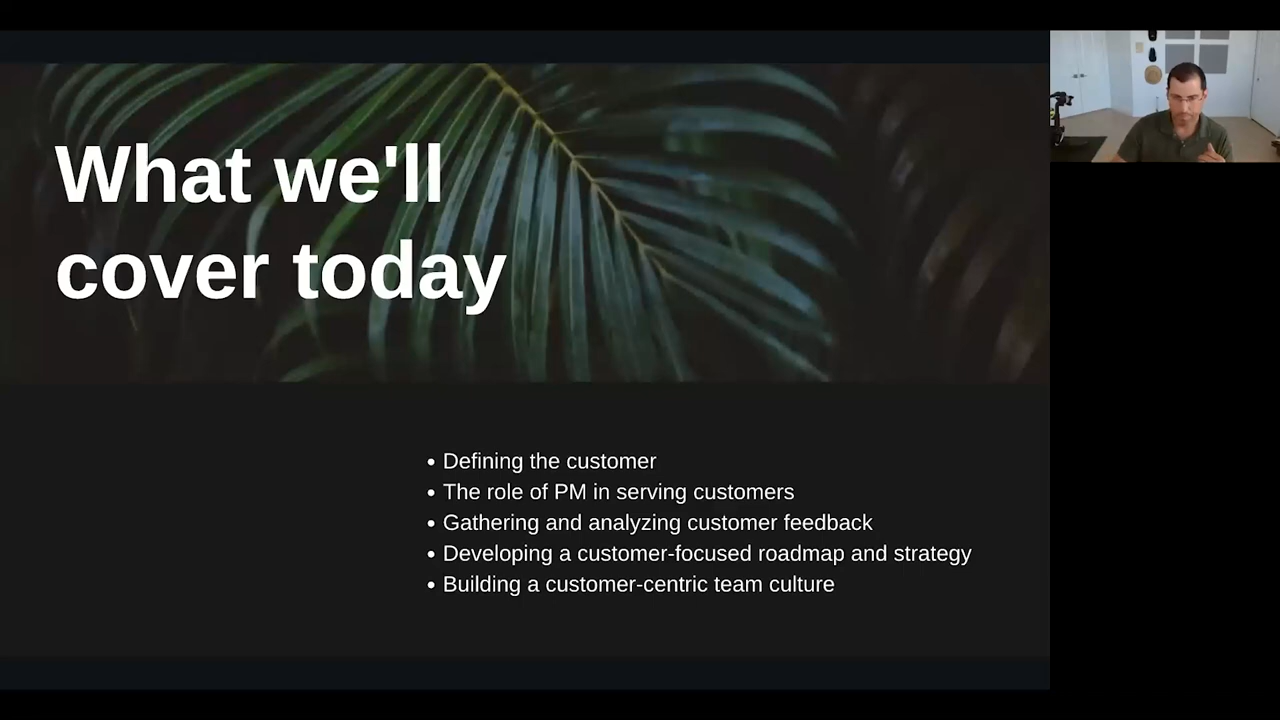 What we'll
cover today
• Defining the customer
• The role of PM in serving customers
• Gathering and analyzing customer feedback
• Developing a customer-focused roadmap and strategy
• Building a customer-centric team culture